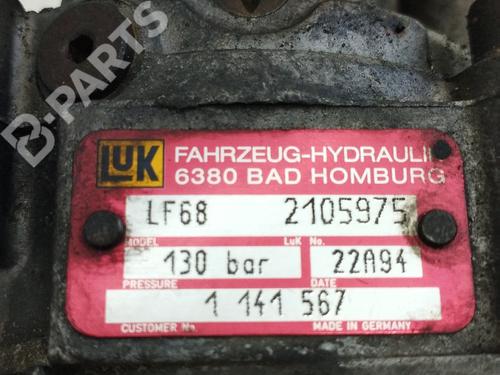 B-PARTS
LuK
FAHRZEUG-HYDRAULI
6380 BAD HOMBURG
LF68 2105975
MODEL LuK No.
130 bar 22A94
PRESSURE DATE
1 141 567
CUSTOMER No. MADE IN GERMANY